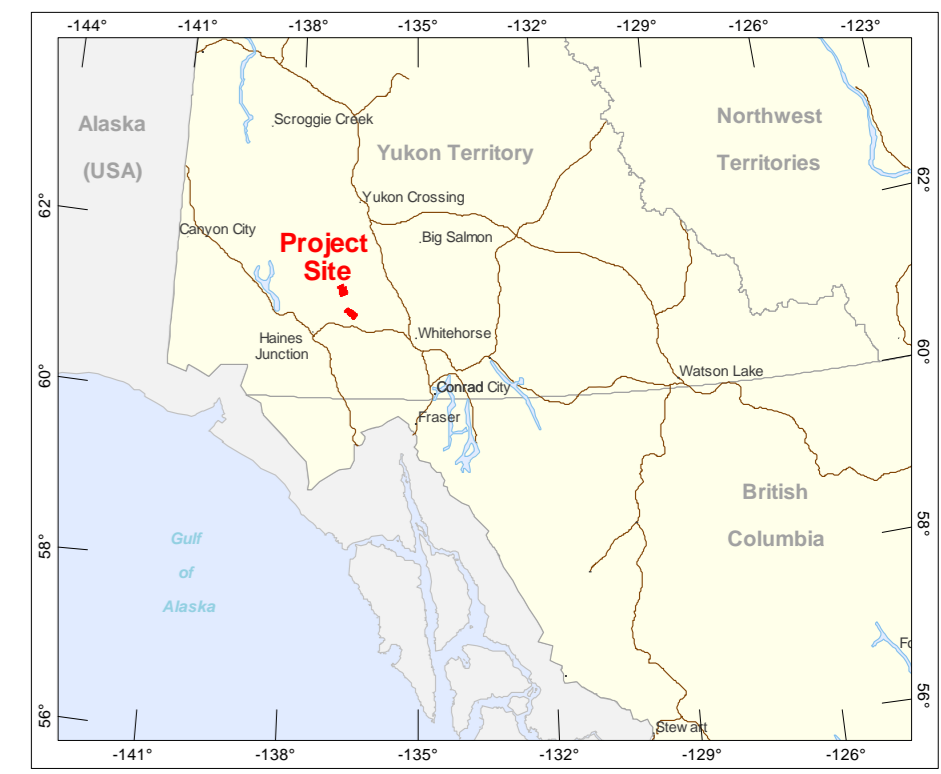 -144°
-141°
-138°
-135°
-132°
-129°
-126°
-123°
Alaska
(USA)
Scroggie Creek
Yukon Territory
Northwest
Territories
62°
62°
Yukon Crossing
Canyon City
Big Salmon
Project
Site
Haines
Junction
Whitehorse
60°
60°
Watson Lake
Conrad City
Fraser
British
Columbia
58°
58°
Gulf
of
Alaska
56°
56°
Fo
Stewart
-141°
-138°
-135°
-132°
-129°
-126°